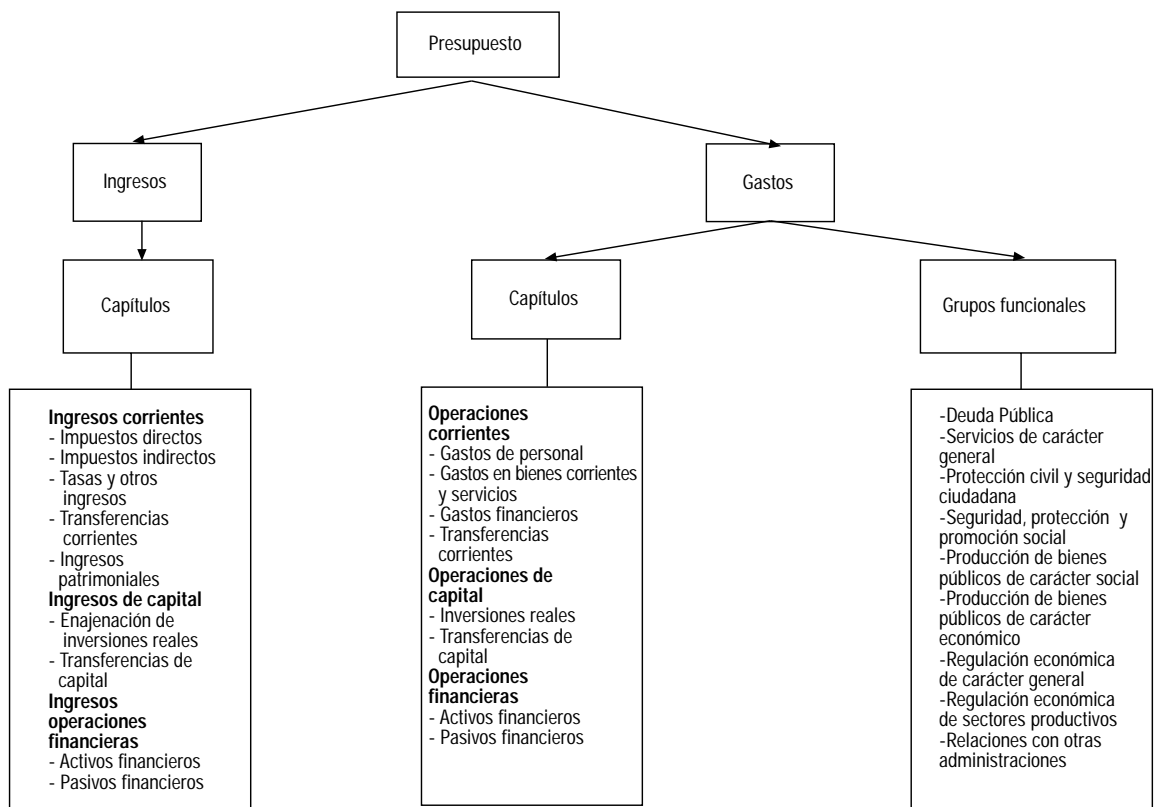 Presupuesto
Ingresos
Gastos
Capítulos
Capítulos
Grupos funcionales
Ingresos corrientes
- Impuestos directos
- Impuestos indirectos
- Tasas y otros
ingresos
- Transferencias
corrientes
- Ingresos
patrimoniales
Ingresos de capital
- Enajenación de
inversiones reales
- Transferencias de
capital
Ingresos
operaciones
financieras
- Activos financieros
- Pasivos financieros
Operaciones
corrientes
- Gastos de personal
- Gastos en bienes corrientes
y servicios
- Gastos financieros
- Transferencias
corrientes
Operaciones de
capital
- Inversiones reales
- Transferencias de
capital
Operaciones
financieras
- Activos financieros
- Pasivos financieros
-Deuda Pública
-Servicios de carácter
general
-Protección civil y seguridad
ciudadana
-Seguridad, protección y
promoción social
-Producción de bienes
públicos de carácter social
-Producción de bienes
públicos de carácter
económico
-Regulación económica
de carácter general
-Regulación económica
de sectores productivos
-Relaciones con otras
administraciones